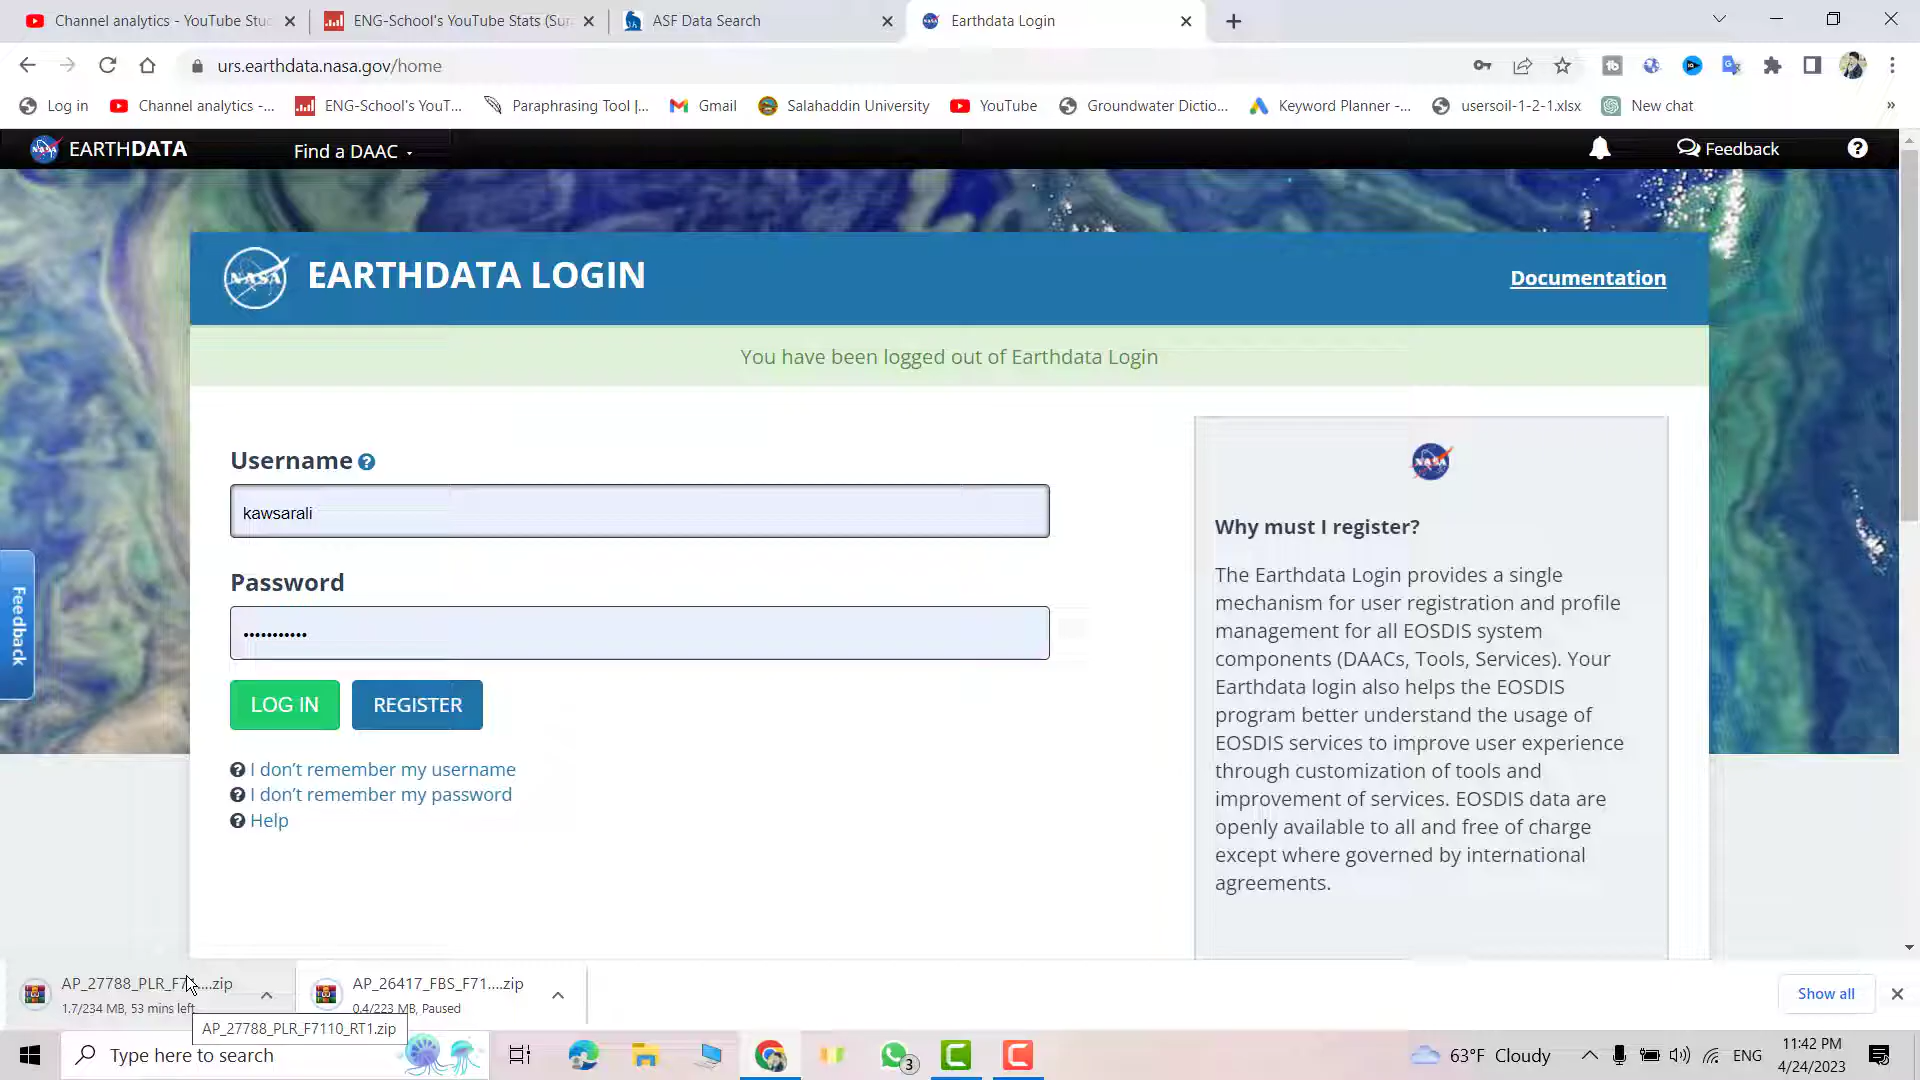 Channel analytics - YouTube Stu
ENG-School's YouTube Stats (Su
ASF Data Search
Earthdata Login
urs.earthdata.nasa.gov/home
Log in
Channel analytics -...
ENG-School's YouT...
Paraphrasing Tool |...
Gmail
Salahaddin University
YouTube
Groundwater Dictio...
Keyword Planner -...
usersoil-1-2-1.xlsx
New chat
»
EARTHDATA
Find a DAAC
Feedback
NASA
EARTHDATA LOGIN
Documentation
You have been logged out of Earthdata Login
Username
kawsarali
Password
LOG IN
REGISTER
I don't remember my username
I don't remember my password
Help
Feedback
NASA
Why must I register?
The Earthdata Login provides a single
mechanism for user registration and profile
management for all EOSDIS system
components (DAACs, Tools, Services). Your
Earthdata login also helps the EOSDIS
program better understand the usage of
EOSDIS services to improve user experience
through customization of tools and
improvement of services. EOSDIS data are
openly available to all and free of charge
except where governed by international
agreements.
AP_27788_PLR_F7....zip
1.7/234 MB, 53 mins left
AP_26417_FBS_F71....zip
0.4/223 MB, Paused
Show all
AP_27788_PLR_F7110_RT1.zip
Type here to search
3
63°F Cloudy
ENG
11:42 PM
4/24/2023